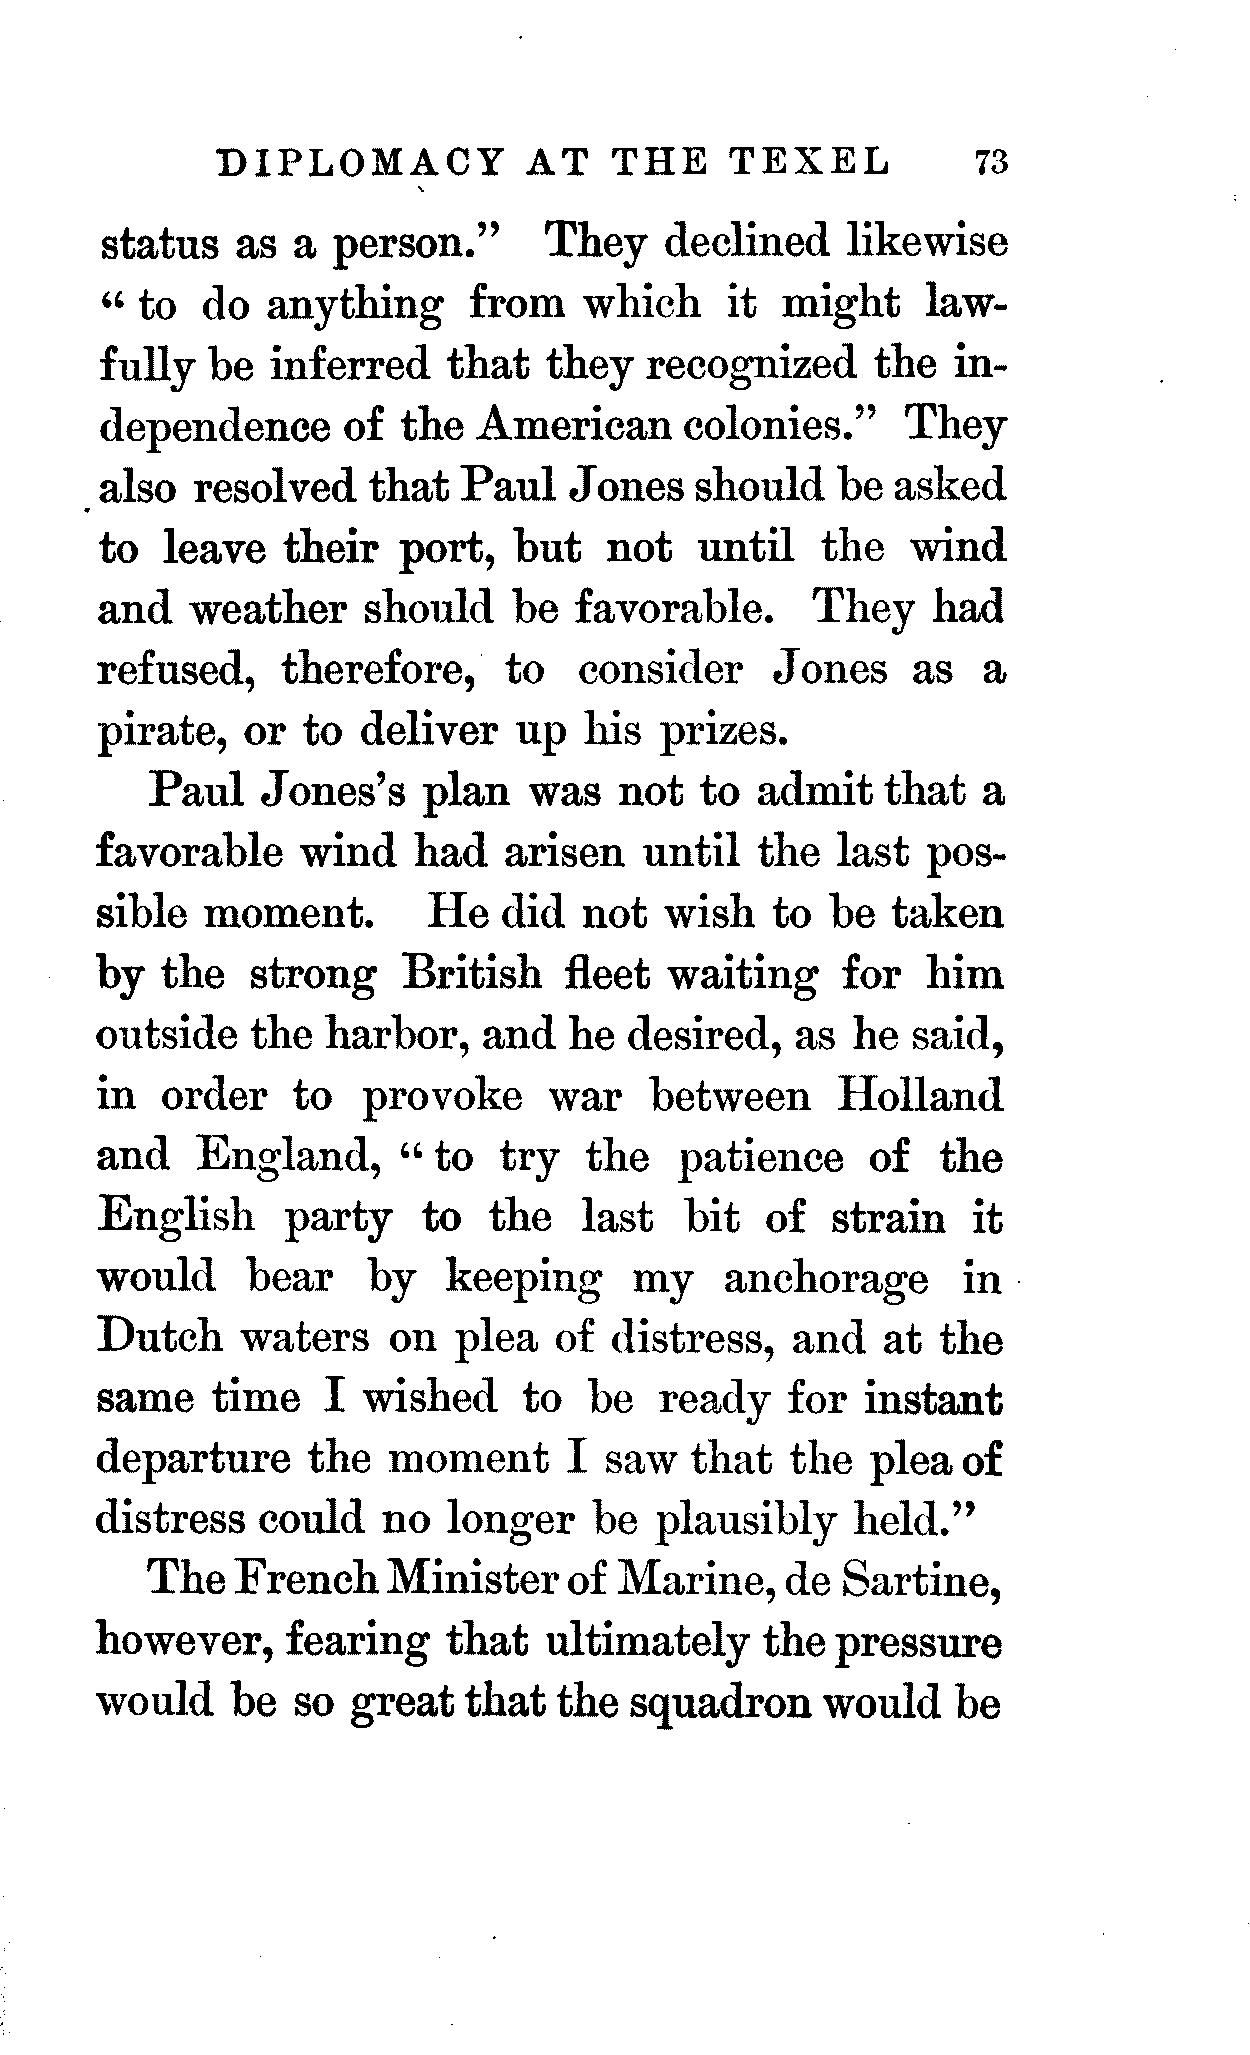 DIPLOMACY AT THE TEXEL 73
status as a person." They declined likewise
" to do anything from which it might law-
fully be inferred that they recognized the in-
dependence of the American colonies." They
also resolved that Paul Jones should be asked
to leave their port, but not until the wind
and weather should be favorable. They had
refused, therefore, to consider Jones as a
pirate, or to deliver up his prizes.
Paul Jones's plan was not to admit that a
favorable wind had arisen until the last pos-
sible moment. He did not wish to be taken
by the strong British fleet waiting for him
outside the harbor, and he desired, as he said,
in order to provoke war between Holland
and England, " to try the patience of the
English party to the last bit of strain it
would bear by keeping my anchorage in
Dutch waters on plea of distress, and at the
same time I wished to be ready for instant
departure the moment I saw that the plea of
distress could no longer be plausibly held."
The French Minister of Marine, de Sartine,
however, fearing that ultimately the pressure
would be so great that the squadron would be